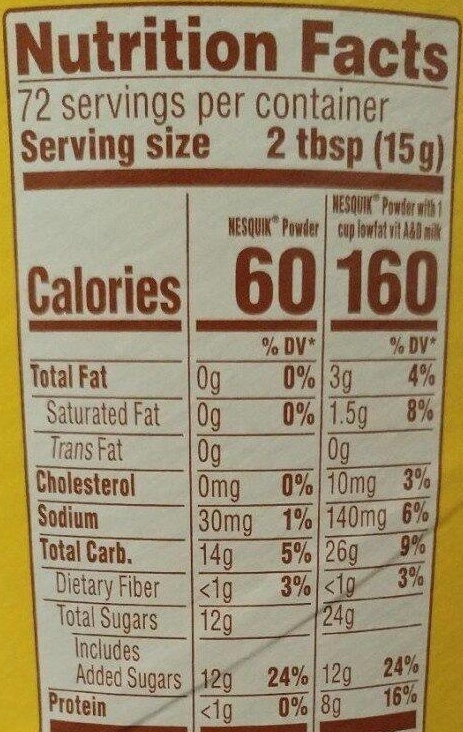 Nutrition Facts
72 servings per container
Serving size 2 tbsp (15g)
NESQUIK® Powder NESQUIK® Powder with 1 cup lowfat vit A&D milk
Calories 60 160
% DV* % DV*
Total Fat 0g 0% 3g 4%
Saturated Fat 0g 0% 1.5g 8%
Trans Fat 0g 0g
Cholesterol 0mg 0% 10mg 3%
Sodium 30mg 1% 140mg 6%
Total Carb. 14g 5% 26g 9%
Dietary Fiber <1g 3% <1g 3%
Total Sugars 12g 24g
Includes
Added Sugars 12g 24% 12g 24%
Protein <1g 0% 8g 16%